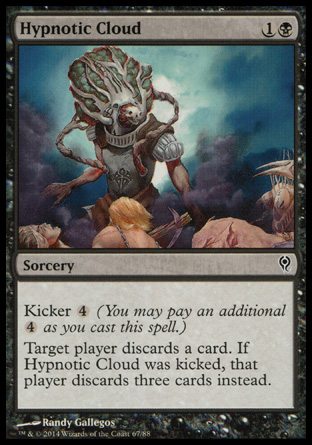 Hypnotic Cloud 1
Sorcery
Kicker 4 (You may pay an additional
4 as you cast this spell.)
Target player discards a card. If
Hypnotic Cloud was kicked, that
player discards three cards instead.
Randy Gallegos
™ & © 2014 Wizards of the Coast 67/88